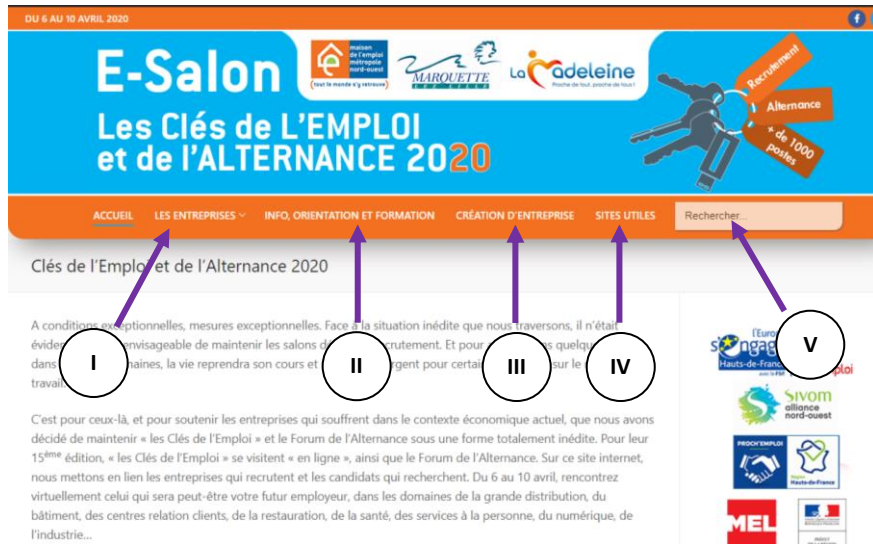 DU 6 AU 10 AVRIL 2020
E-Salon
maison
de l'emploi
métropole
nord-ouest
(tout le monde s'y retrouve)
MARQUETTE
LEZ LILLE
La Madeleine
Proche de tout, proche de tous !
Les Clés de L'EMPLOI
et de l'ALTERNANCE 2020
Recrutement
Alternance
+ de 1000
postes
ACCUEIL LES ENTREPRISES INFO, ORIENTATION ET FORMATION CRÉATION D'ENTREPRISE SITES UTILES Rechercher...
Clés de l'Emploi et de l'Alternance 2020
A conditions exceptionnelles, mesures exceptionnelles. Face à la situation inédite que nous traversons, il n'était
envisageable de maintenir les salons de recrutement. Et pour
dans maines, la vie reprendra son cours et rgent pour certai sur le
travail
I
II
III
IV
V
C'est pour ceux-là, et pour soutenir les entreprises qui souffrent dans le contexte économique actuel, que nous avons
décidé de maintenir « les Clés de l'Emploi » et le Forum de l'Alternance sous une forme totalement inédite. Pour leur
15ème édition, « les Clés de l'Emploi » se visitent « en ligne », ainsi que le Forum de l'Alternance. Sur ce site internet,
nous mettons en lien les entreprises qui recrutent et les candidats qui recherchent. Du 6 au 10 avril, rencontrez
virtuellement celui qui sera peut-être votre futur employeur, dans les domaines de la grande distribution, du
bâtiment, des centres relation clients, de la restauration, de la santé, des services à la personne, du numérique, de
l'industrie...
l'Euro
s'engage
Hauts-de-Fran
ploi
Sivom
alliance
nord-ouest
PROCH'EMPLOI
Hauts-de-France
MEL